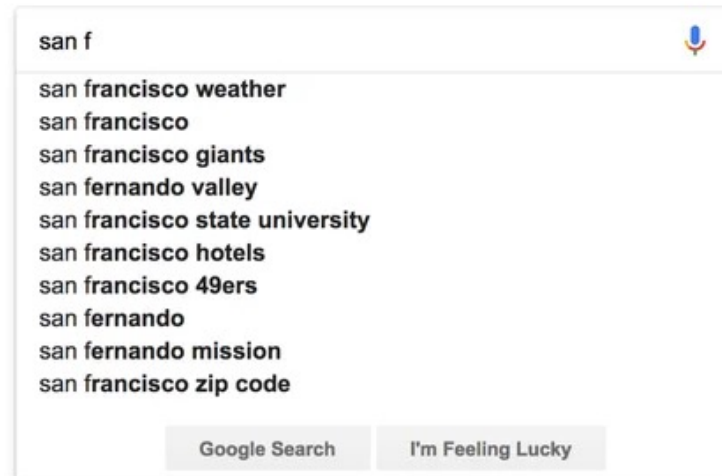 san f
san francisco weather
san francisco
san francisco giants
san fernando valley
san francisco state university
san francisco hotels
san francisco 49ers
san fernando
san fernando mission
san francisco zip code
Google Search I'm Feeling Lucky